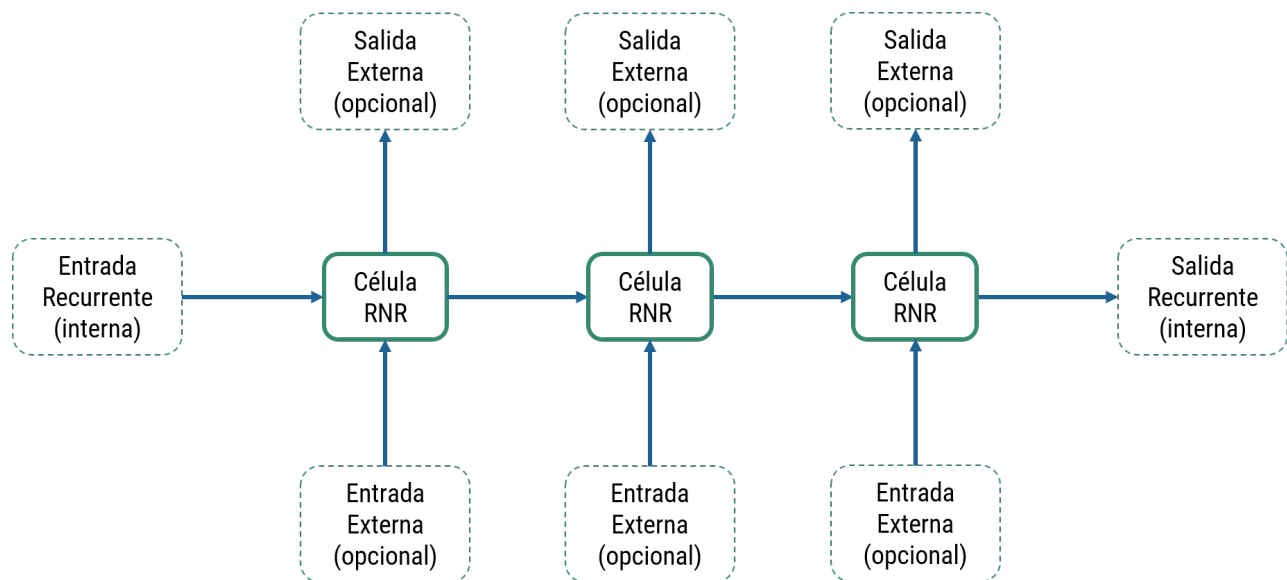 Salida
Externa
(opcional)
Salida
Externa
(opcional)
Salida
Externa
(opcional)
Entrada
Recurrente
(interna)
Célula
RNR
Célula
RNR
Célula
RNR
Salida
Recurrente
(interna)
Entrada
Externa
(opcional)
Entrada
Externa
(opcional)
Entrada
Externa
(opcional)